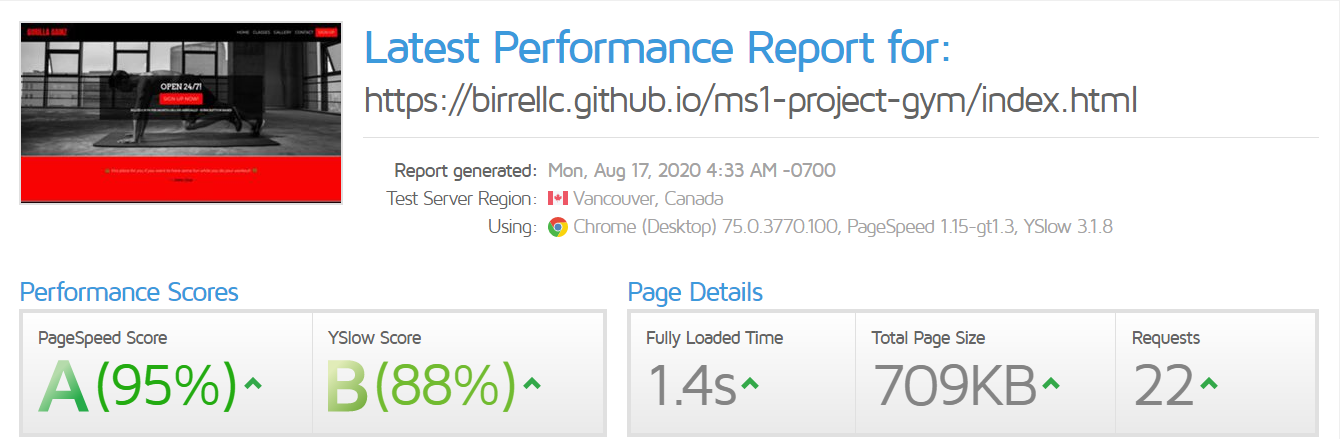 GORILLA GAINZ
HOME CLASSES GALLERY CONTACT SIGN UP
OPEN 24/7!
SIGN UP NOW!
Latest Performance Report for:
https://birrellc.github.io/ms1-project-gym/index.html
Report generated: Mon, Aug 17, 2020 4:33 AM -0700
Test Server Region: Vancouver, Canada
Using: Chrome (Desktop) 75.0.3770.100, PageSpeed 1.15-gt1.3, YSlow 3.1.8
Performance Scores
PageSpeed Score
A (95%)
YSlow Score
B (88%)
Page Details
Fully Loaded Time
1.4s
Total Page Size
709KB
Requests
22